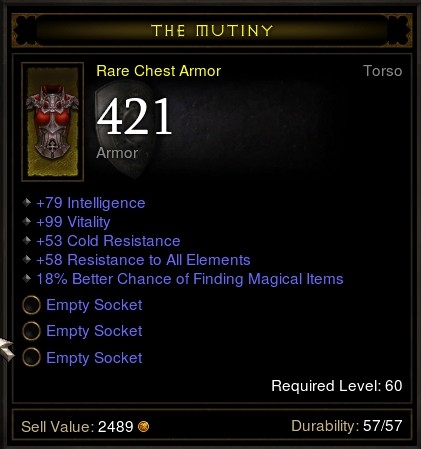 THE MUTINY
Rare Chest Armor Torso
421
Armor
+79 Intelligence
+99 Vitality
+53 Cold Resistance
+58 Resistance to All Elements
18% Better Chance of Finding Magical Items
Empty Socket
Empty Socket
Empty Socket
Required Level: 60
Sell Value: 2489 Durability: 57/57